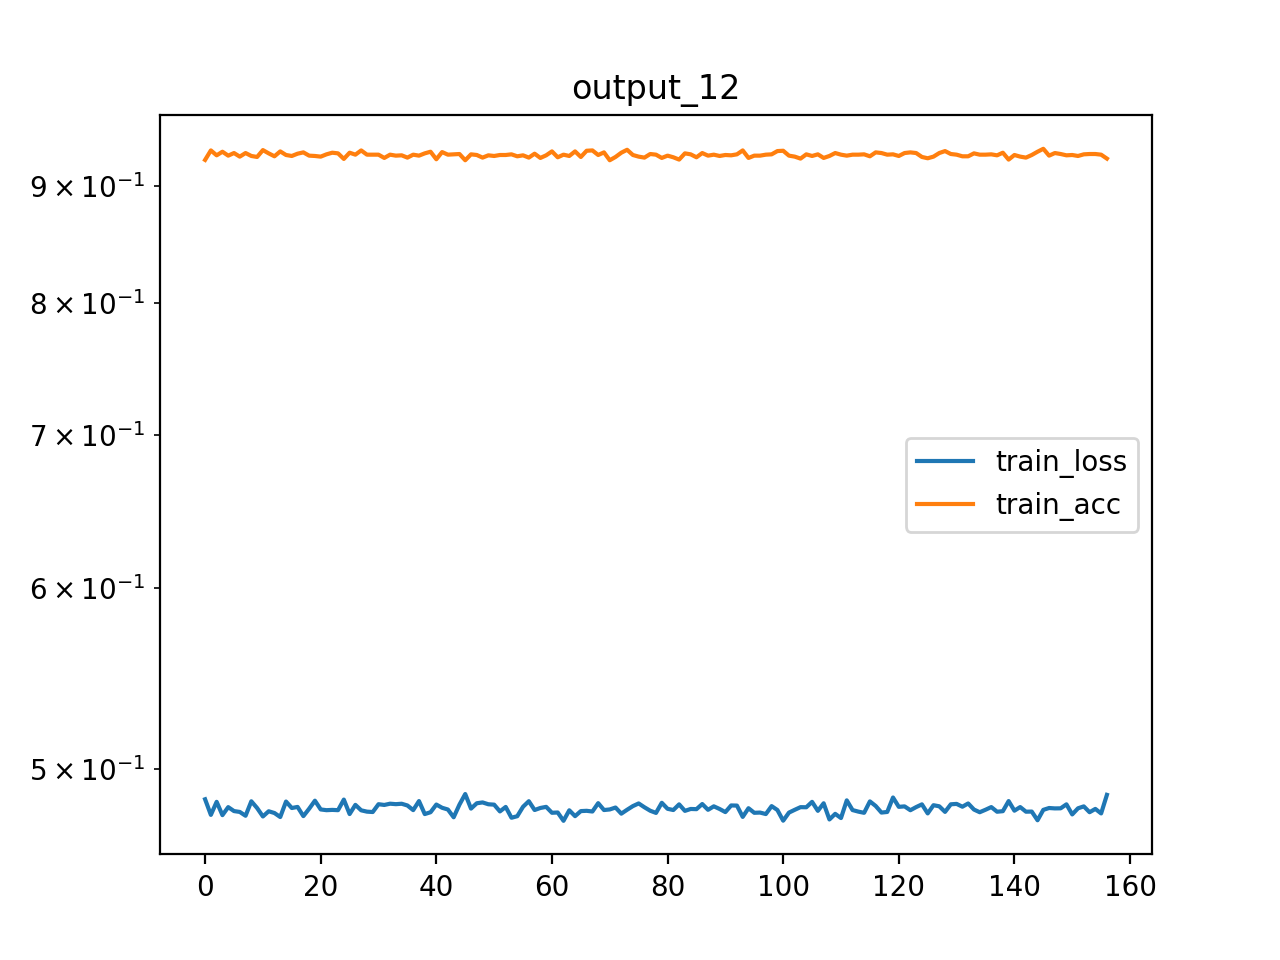 output_12
9 × 10⁻¹
8 × 10⁻¹
7 × 10⁻¹
6 × 10⁻¹
5 × 10⁻¹
train_loss
train_acc
0 20 40 60 80 100 120 140 160